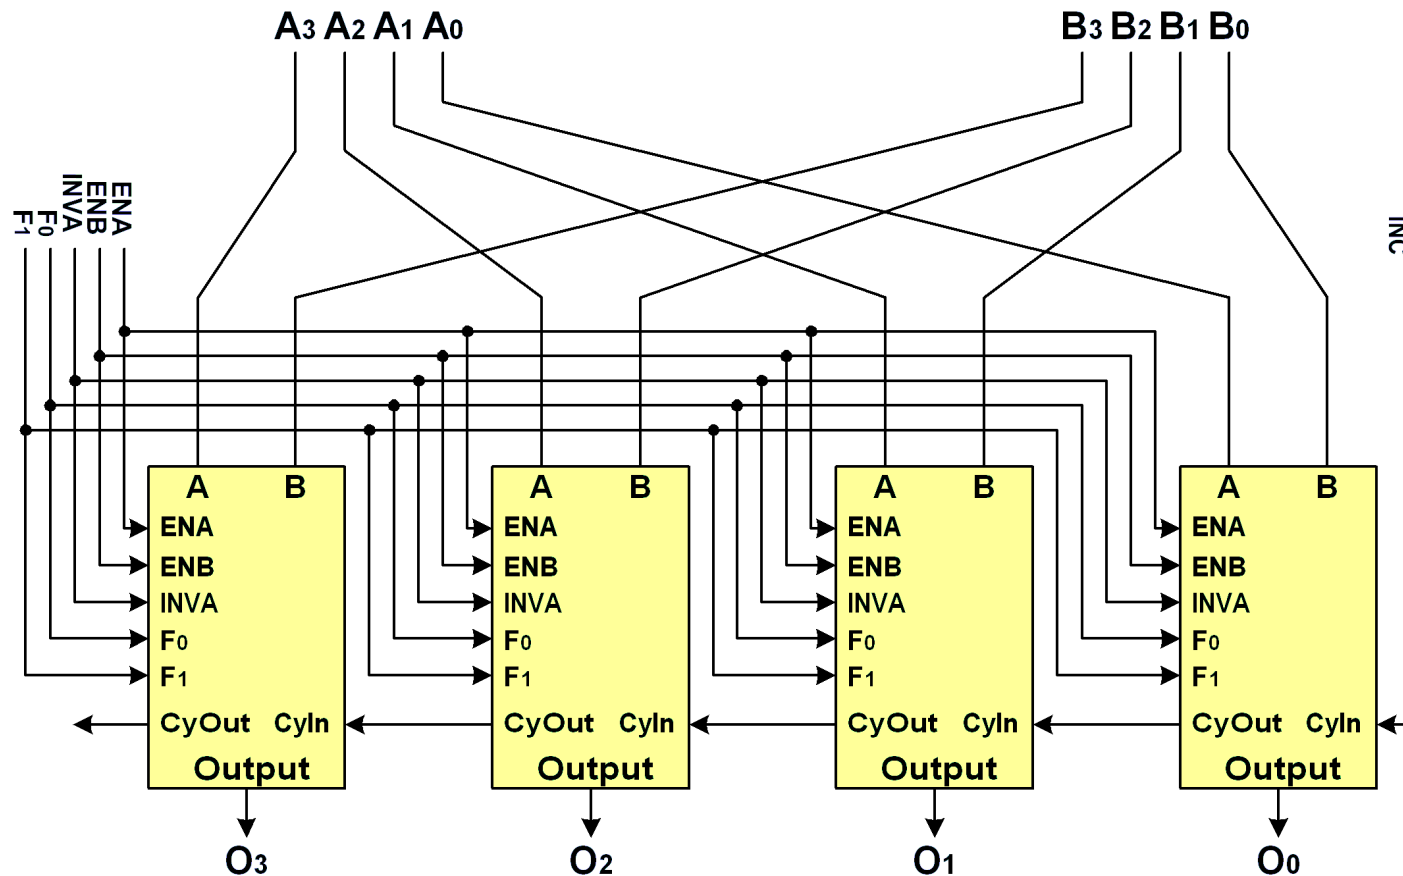 A3 A2 A1 A0
B3 B2 B1 B0
F1
F0
INVA
ENB
ENA
INC
A B
ENA
ENB
INVA
F0
F1
CyOut CyIn
Output
A B
ENA
ENB
INVA
F0
F1
CyOut CyIn
Output
A B
ENA
ENB
INVA
F0
F1
CyOut CyIn
Output
A B
ENA
ENB
INVA
F0
F1
CyOut CyIn
Output
O3
O2
O1
O0